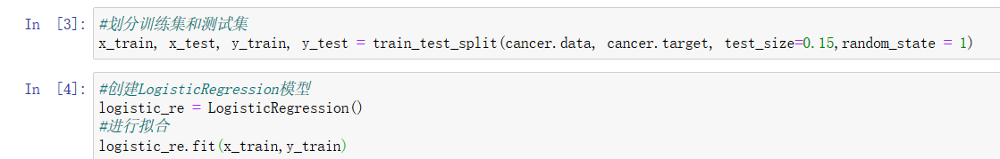 In [3]: #划分训练集和测试集
x_train, x_test, y_train, y_test = train_test_split(cancer.data, cancer.target, test_size=0.15,random_state = 1)
In [4]: #创建LogisticRegression模型
logistic_re = LogisticRegression()
#进行拟合
logistic_re.fit(x_train,y_train)